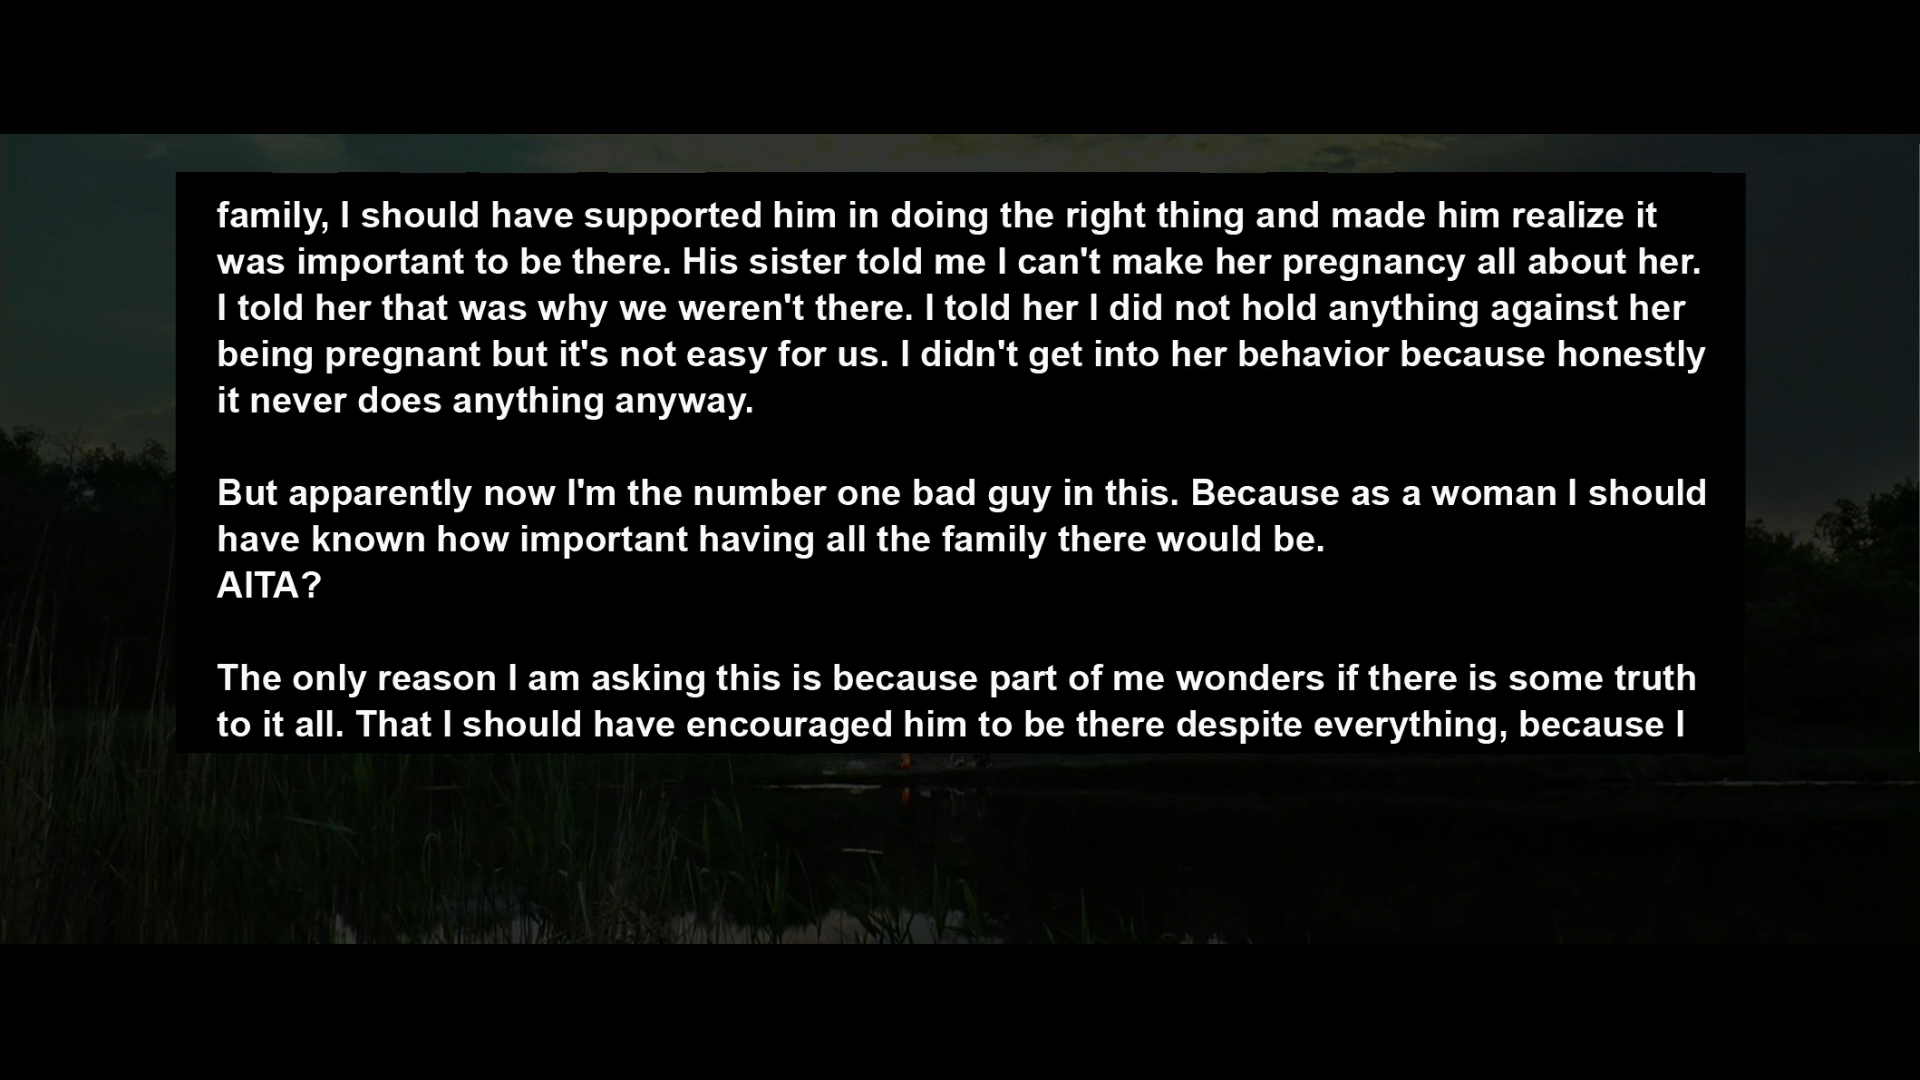 family, I should have supported him in doing the right thing and made him realize it
was important to be there. His sister told me I can't make her pregnancy all about her.
I told her that was why we weren't there. I told her I did not hold anything against her
being pregnant but it's not easy for us. I didn't get into her behavior because honestly
it never does anything anyway.
But apparently now I'm the number one bad guy in this. Because as a woman I should
have known how important having all the family there would be.
AITA?
The only reason I am asking this is because part of me wonders if there is some truth
to it all. That I should have encouraged him to be there despite everything, because I